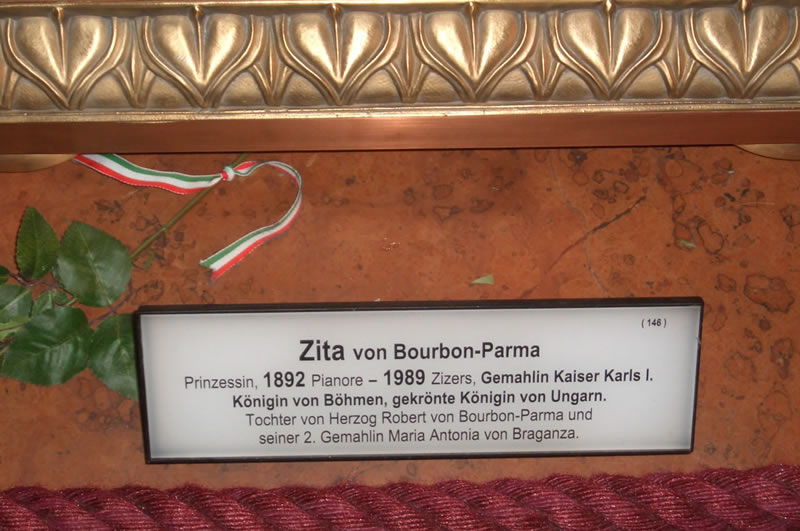 ( 146 )
Zita von Bourbon-Parma
Prinzessin, 1892 Pianore – 1989 Zizers, Gemahlin Kaiser Karls I.
Königin von Böhmen, gekrönte Königin von Ungarn.
Tochter von Herzog Robert von Bourbon-Parma und
seiner 2. Gemahlin Maria Antonia von Braganza.